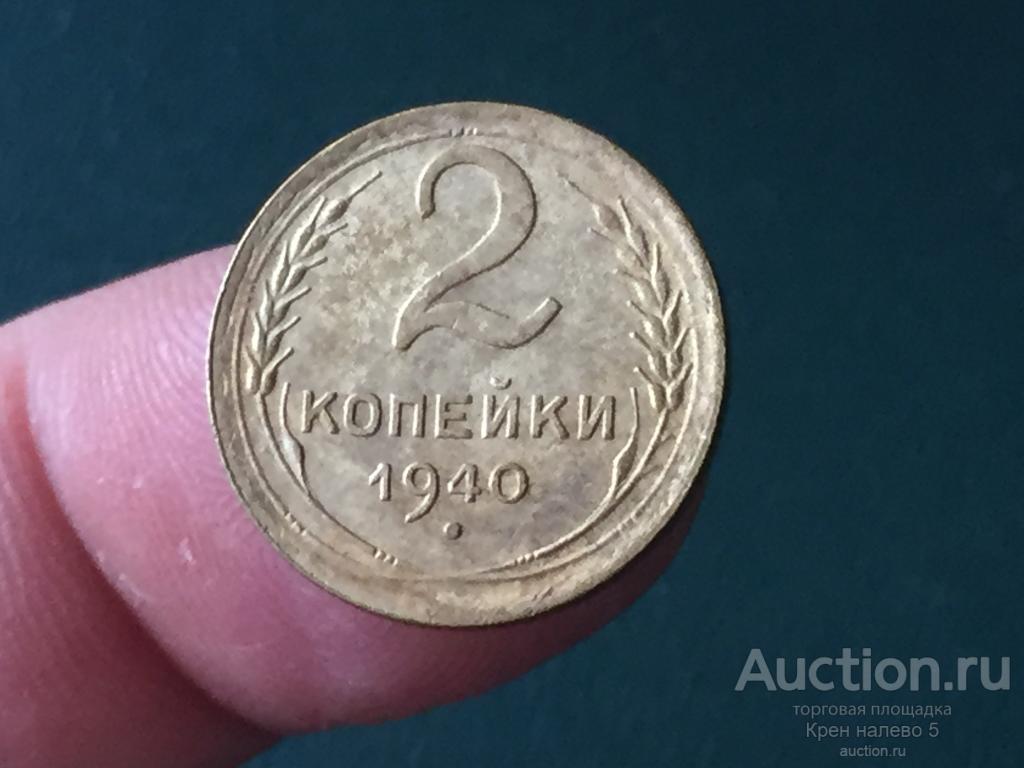 2
КОПЕЙКИ
1940
Auction.ru
торговая площадка
Крен налево 5
auction.ru